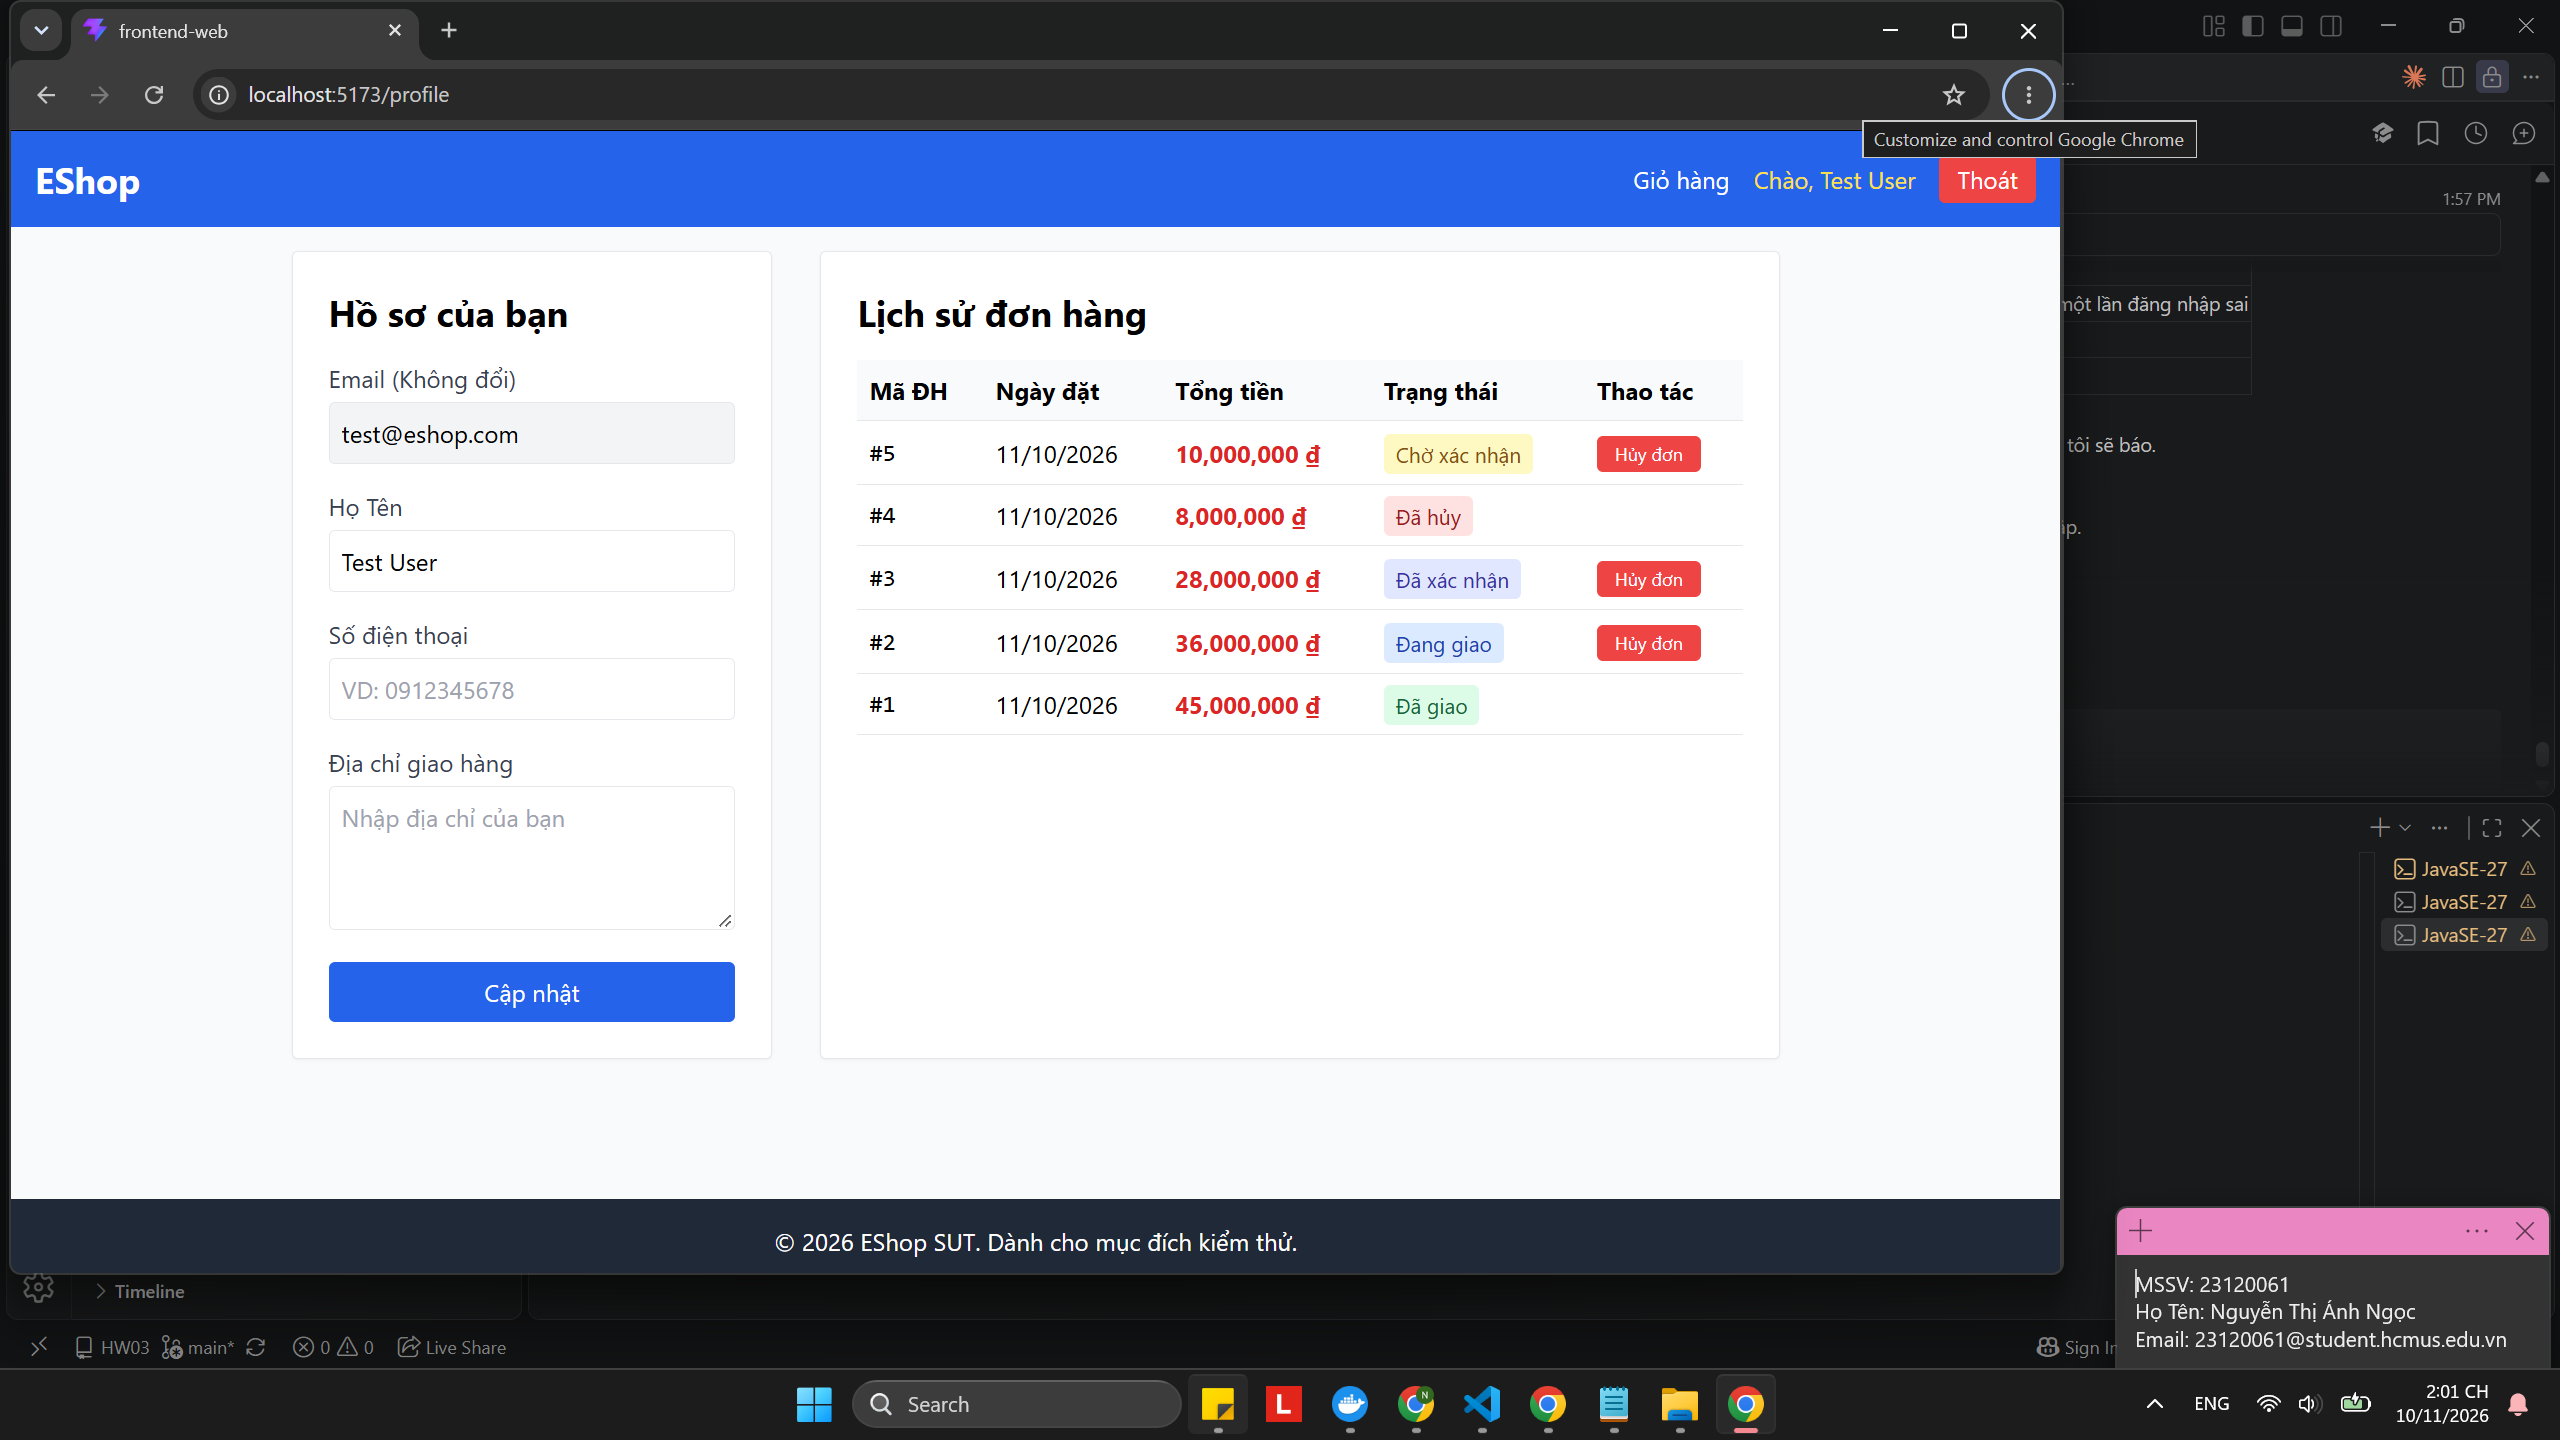 frontend-web
localhost:5173/profile
Customize and control Google Chrome
EShop
Giỏ hàng
Chào, Test User
Thoát
Hồ sơ của bạn
Email (Không đổi)
test@eshop.com
Họ Tên
Test User
Số điện thoại
VD: 0912345678
Địa chỉ giao hàng
Nhập địa chỉ của bạn
Cập nhật
Lịch sử đơn hàng
Mã ĐH Ngày đặt Tổng tiền Trạng thái Thao tác
#5 11/10/2026 10,000,000 ₫ Chờ xác nhận Hủy đơn
#4 11/10/2026 8,000,000 ₫ Đã hủy
#3 11/10/2026 28,000,000 ₫ Đã xác nhận Hủy đơn
#2 11/10/2026 36,000,000 ₫ Đang giao Hủy đơn
#1 11/10/2026 45,000,000 ₫ Đã giao
© 2026 EShop SUT. Dành cho mục đích kiểm thử.
1:57 PM
một lần đăng nhập sai
tôi sẽ báo.
JavaSE-27
JavaSE-27
JavaSE-27
Timeline
HW03 main* 0 0 Live Share
Sign In
MSSV: 23120061
Họ Tên: Nguyễn Thị Ánh Ngọc
Email: 23120061@student.hcmus.edu.vn
Search
L
N
ENG
2:01 CH
10/11/2026